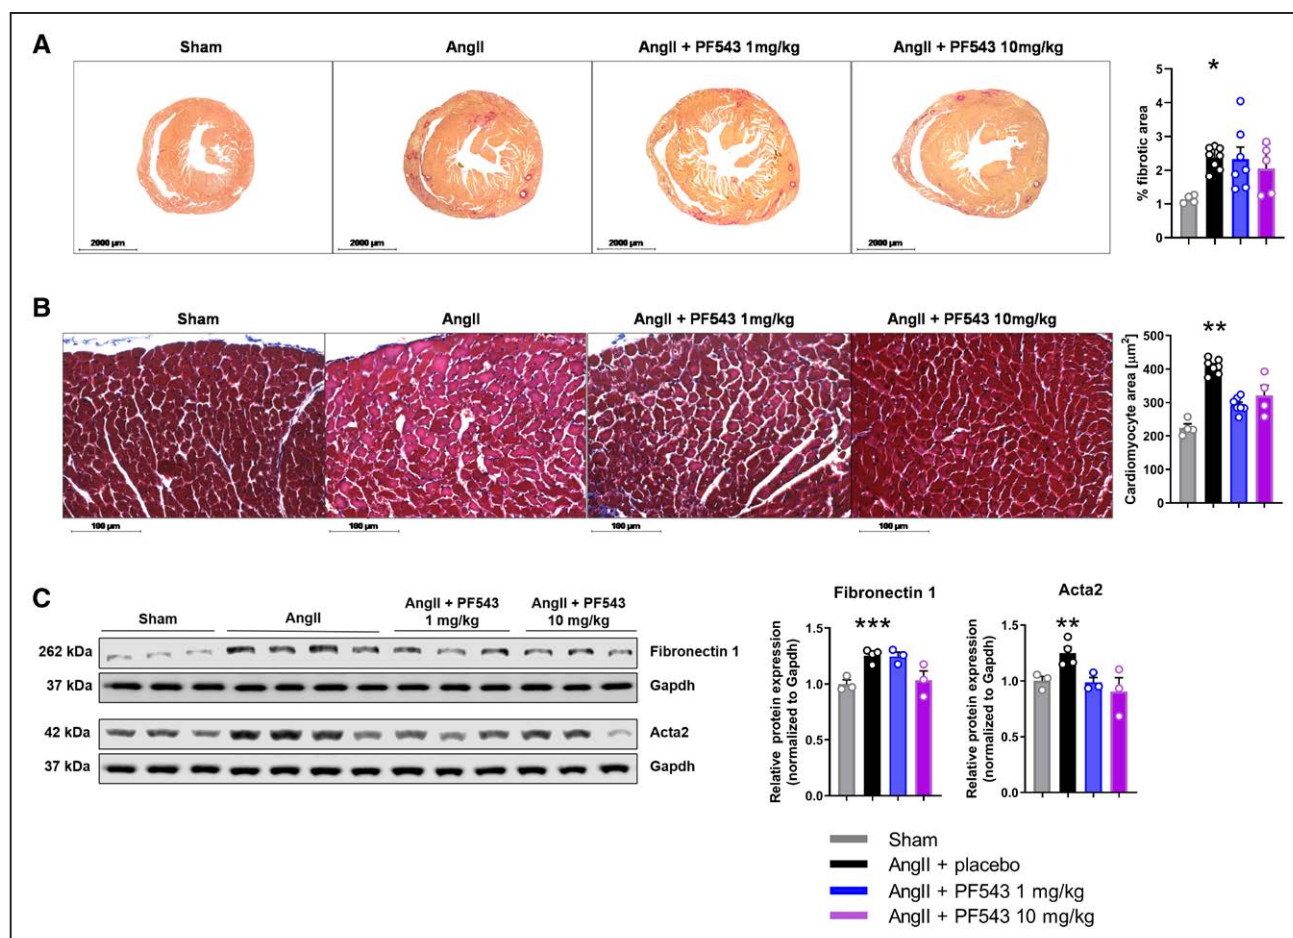 A
Sham
AngII
AngII + PF543 1mg/kg
AngII + PF543 10mg/kg
2000 µm
2000 µm
2000 µm
2000 µm
*
% fibrotic area
5
4
3
2
1
0
B
Sham
AngII
AngII + PF543 1mg/kg
AngII + PF543 10mg/kg
100 µm
100 µm
100 µm
100 µm
**
Cardiomyocyte area [µm²]
500
400
300
200
100
0
C
Sham
AngII
AngII + PF543
1 mg/kg
AngII + PF543
10 mg/kg
262 kDa
Fibronectin 1
37 kDa
Gapdh
42 kDa
Acta2
37 kDa
Gapdh
Fibronectin 1
***
Relative protein expression
(normalized to Gapdh)
1.5
1.0
0.5
0.0
Acta2
**
Relative protein expression
(normalized to Gapdh)
1.5
1.0
0.5
0.0
Sham
AngII + placebo
AngII + PF543 1 mg/kg
AngII + PF543 10 mg/kg